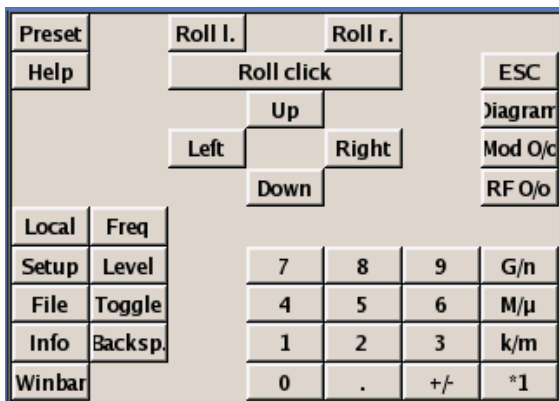 Preset Roll l. Roll r.
Help Roll click ESC
Up Diagram
Left Right Mod O/o
Down RF O/o
Local Freq
Setup Level 7 8 9 G/n
File Toggle 4 5 6 M/µ
Info Backsp. 1 2 3 k/m
Winbar 0 . +/- *1